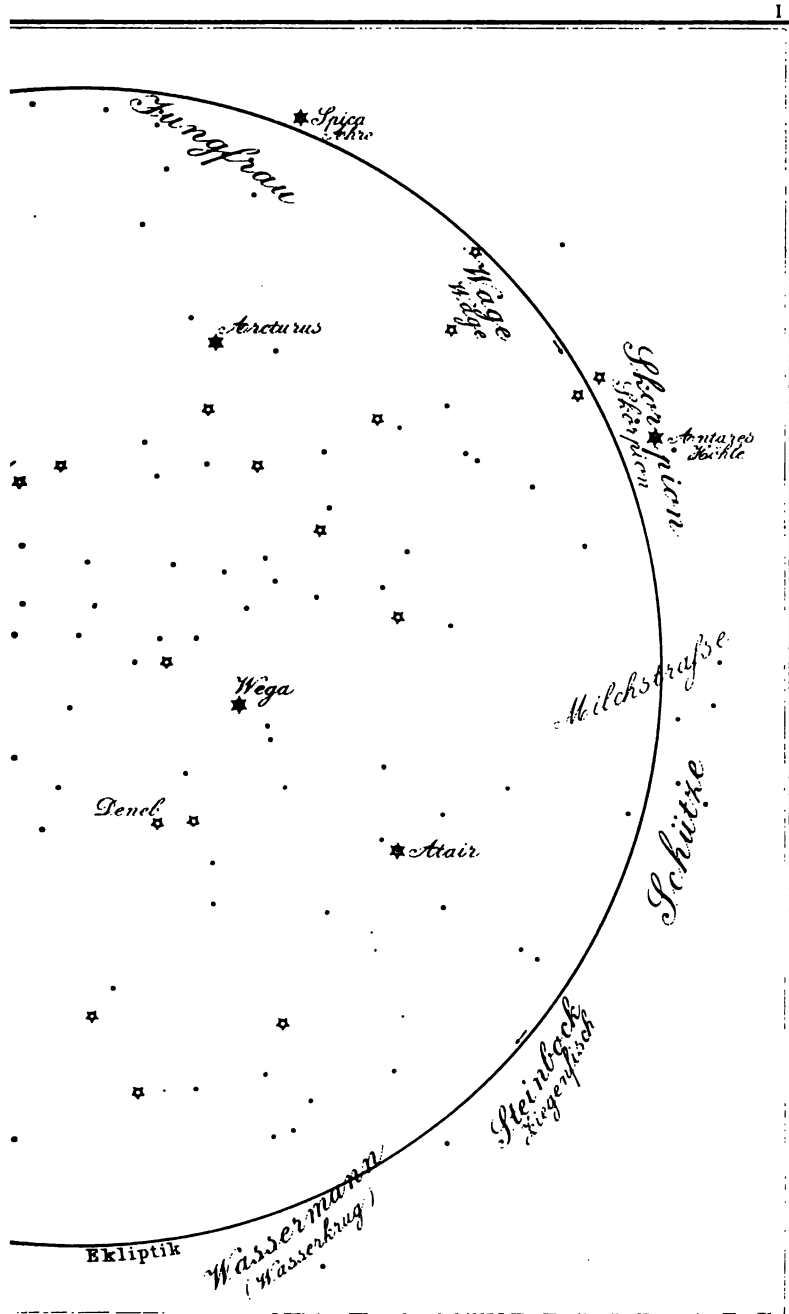 I
Jungfrau
Spica
Ähre
Wage
Wage
Arcturus
Skorpion
Skorpion
Antares
Milchstraſse
Wega
Schütze
Deneb
Atair
Steinbock
Ziegenfisch
Wassermann
(Wasserkrug)
Ekliptik